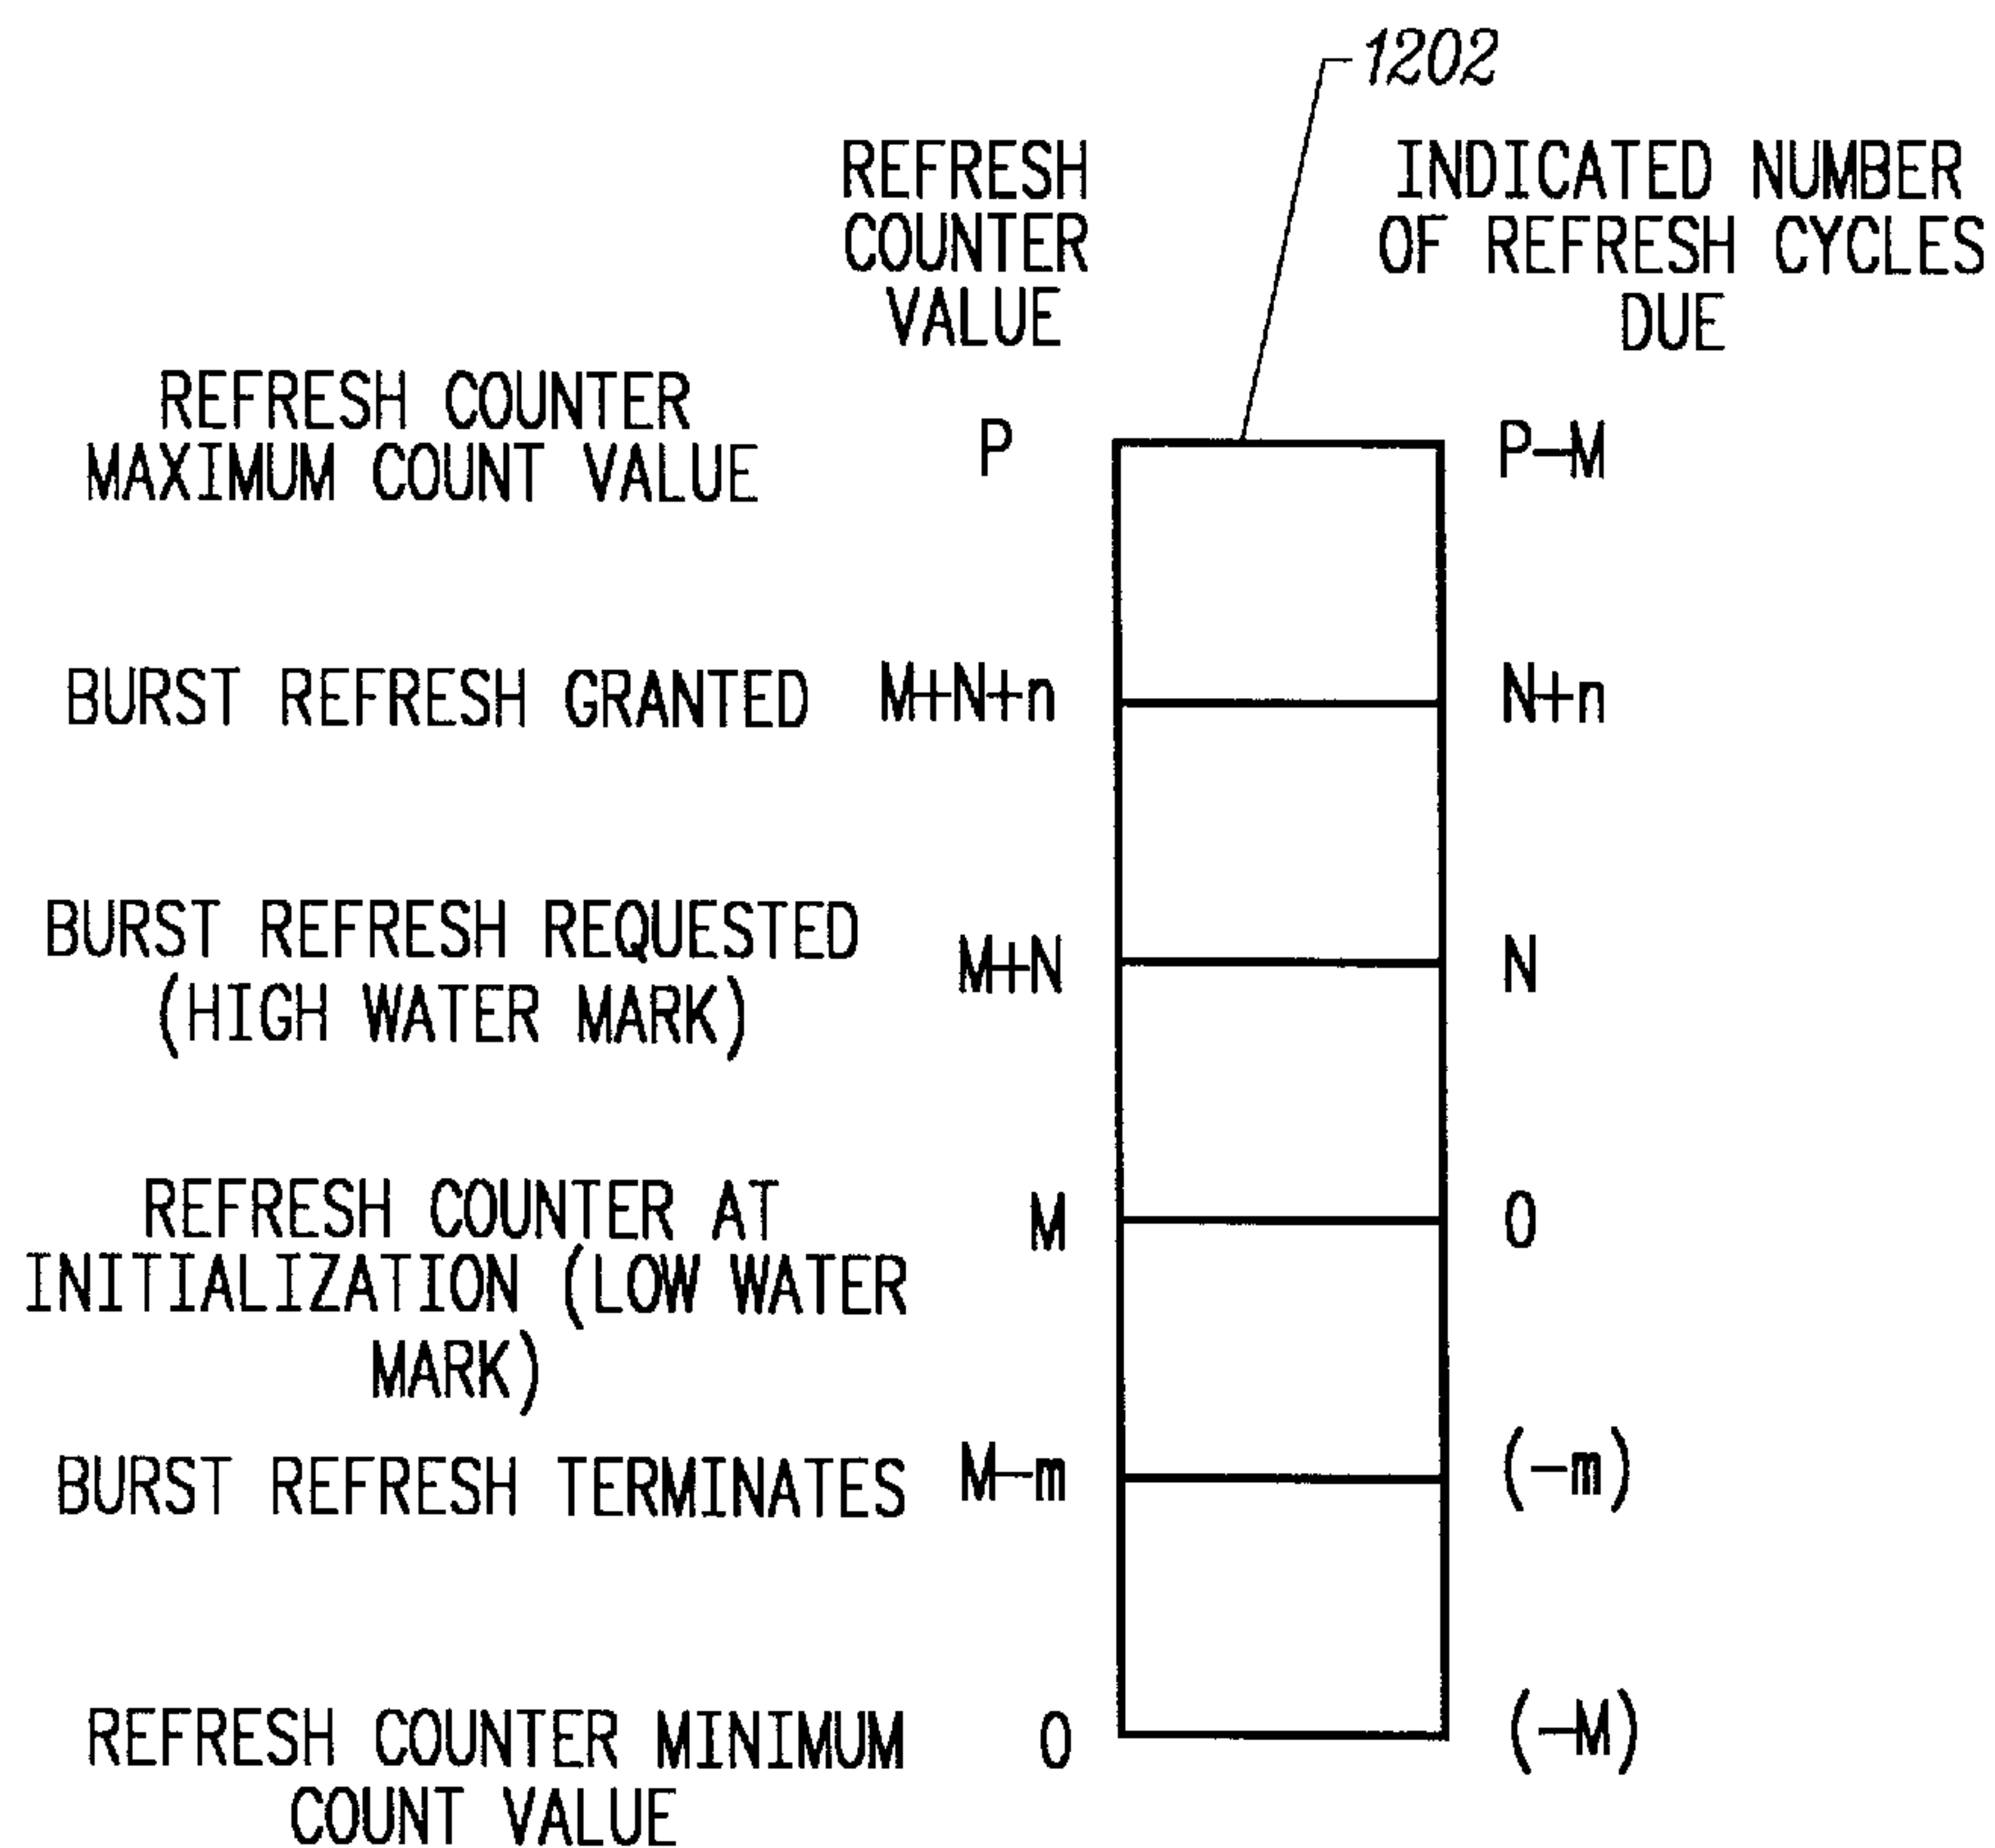 1202
REFRESH
COUNTER
VALUE
INDICATED NUMBER
OF REFRESH CYCLES
DUE
REFRESH COUNTER
MAXIMUM COUNT VALUE
P
P-M
BURST REFRESH GRANTED
M+N+n
N+n
BURST REFRESH REQUESTED
(HIGH WATER MARK)
M+N
N
REFRESH COUNTER AT
INITIALIZATION (LOW WATER
MARK)
M
0
BURST REFRESH TERMINATES
M-m
(-m)
REFRESH COUNTER MINIMUM
COUNT VALUE
0
(-M)